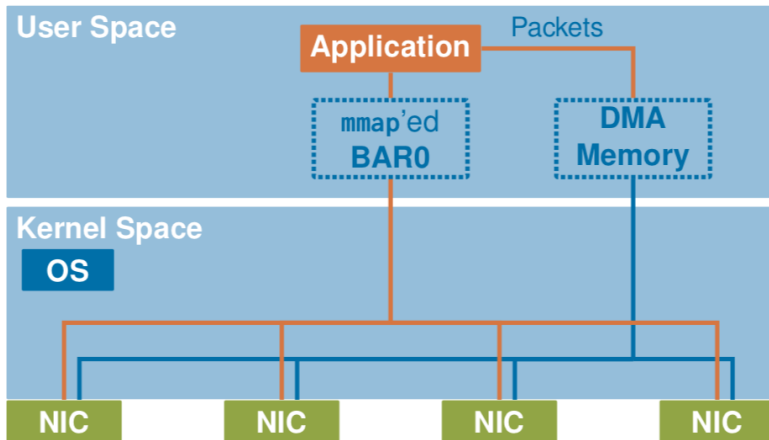 User Space
Application
Packets
mmap'ed
BAR0
DMA
Memory
Kernel Space
OS
NIC
NIC
NIC
NIC